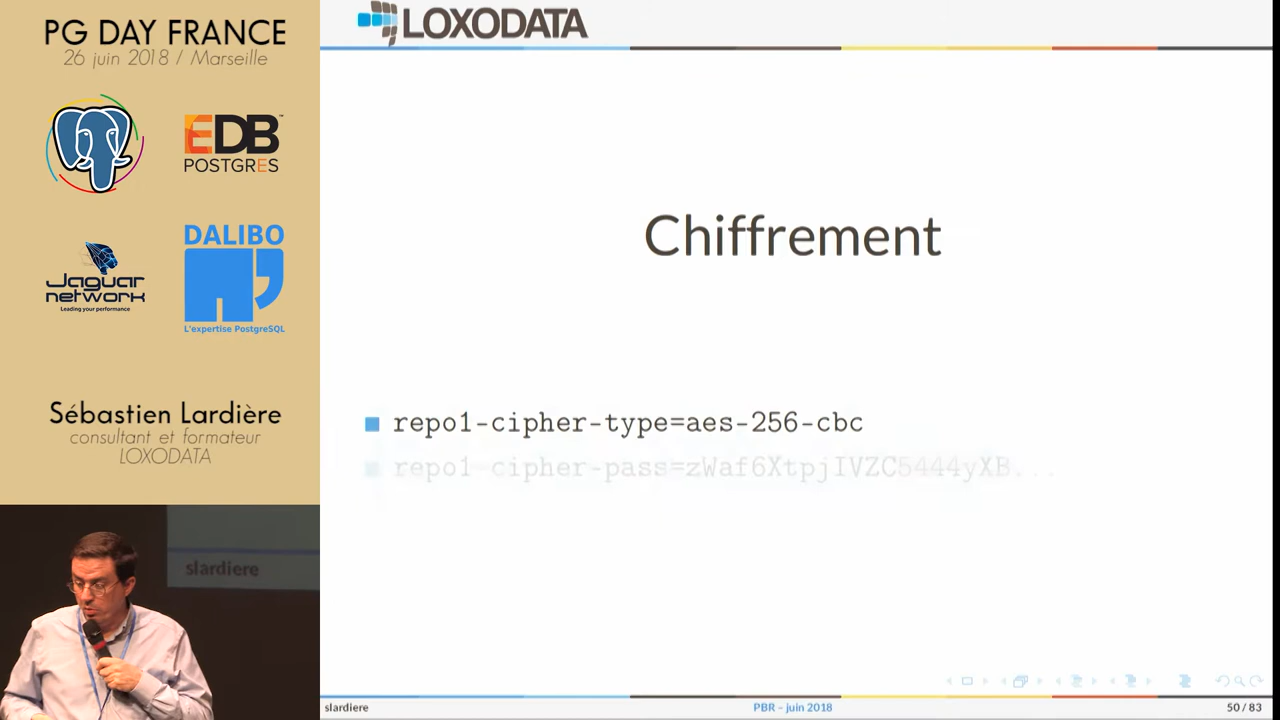 PG DAY FRANCE
26 juin 2018 / Marseille
EDB
POSTGRES
Jaguar
network
Leading your performance
DALIBO
L'expertise PostgreSQL
Sébastien Lardière
consultant et formateur
LOXODATA
slardiere
LOXODATA
Chiffrement
repo1-cipher-type=aes-256-cbc
repo1-cipher-pass=zWaf6XtpjIVZC5444yXB...
slardiere
PBR – juin 2018
50 / 83